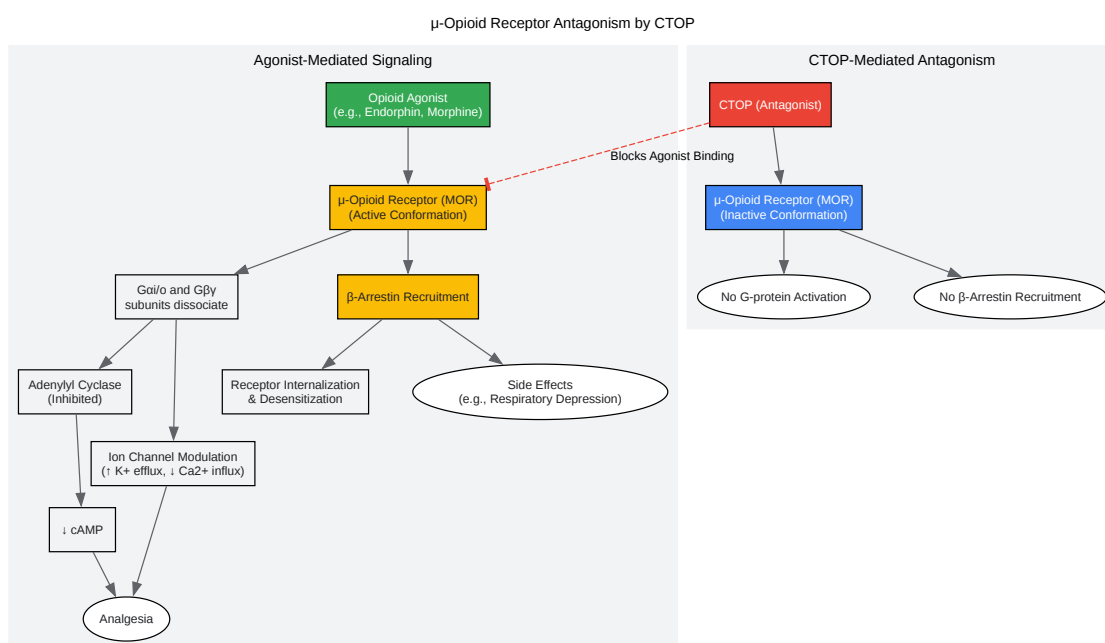 μ-Opioid Receptor Antagonism by CTOP
Agonist-Mediated Signaling
CTOP-Mediated Antagonism
Opioid Agonist
(e.g., Endorphin, Morphine)
CTOP (Antagonist)
Blocks Agonist Binding
μ-Opioid Receptor (MOR)
(Active Conformation)
μ-Opioid Receptor (MOR)
(Inactive Conformation)
Gαi/o and Gβγ
subunits dissociate
β-Arrestin Recruitment
No G-protein Activation
No β-Arrestin Recruitment
Adenylyl Cyclase
(Inhibited)
Receptor Internalization
& Desensitization
Side Effects
(e.g., Respiratory Depression)
Ion Channel Modulation
(↑ K+ efflux, ↓ Ca2+ influx)
↓ cAMP
Analgesia